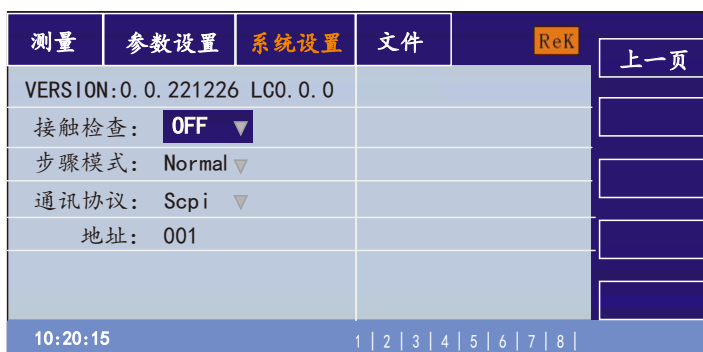 测量 参数设置 系统设置 文件 ReK
上一页
VERSION:0.0.221226 LC0.0.0
接触检查: OFF
步骤模式: Normal
通讯协议: Scpi
地址: 001
10:20:15 1 | 2 | 3 | 4 | 5 | 6 | 7 | 8 |